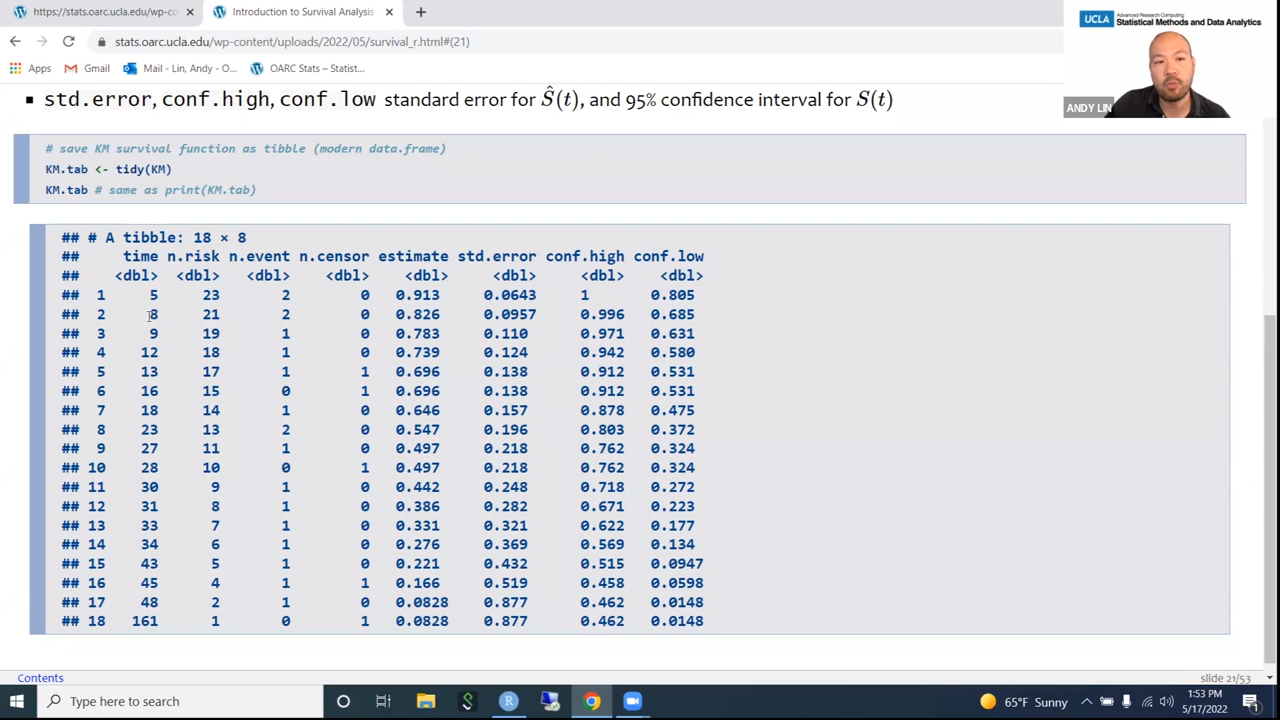 https://stats.oarc.ucla.edu/wp-co
Introduction to Survival Analysis
stats.oarc.ucla.edu/wp-content/uploads/2022/05/survival_r.html#(21)
Apps Gmail Mail - Lin, Andy - O... OARC Stats – Statist...
UCLA
Advanced Research Computing
Statistical Methods and Data Analytics
ANDY LIN
▪ std.error, conf.high, conf.low standard error for Ŝ(t), and 95% confidence interval for S(t)
# save KM survival function as tibble (modern data.frame)
KM.tab <- tidy(KM)
KM.tab # same as print(KM.tab)
## # A tibble: 18 × 8
## time n.risk n.event n.censor estimate std.error conf.high conf.low
## <dbl> <dbl> <dbl> <dbl> <dbl> <dbl> <dbl> <dbl>
## 1 5 23 2 0 0.913 0.0643 1 0.805
## 2 8 21 2 0 0.826 0.0957 0.996 0.685
## 3 9 19 1 0 0.783 0.110 0.971 0.631
## 4 12 18 1 0 0.739 0.124 0.942 0.580
## 5 13 17 1 1 0.696 0.138 0.912 0.531
## 6 16 15 0 1 0.696 0.138 0.912 0.531
## 7 18 14 1 0 0.646 0.157 0.878 0.475
## 8 23 13 2 0 0.547 0.196 0.803 0.372
## 9 27 11 1 0 0.497 0.218 0.762 0.324
## 10 28 10 0 1 0.497 0.218 0.762 0.324
## 11 30 9 1 0 0.442 0.248 0.718 0.272
## 12 31 8 1 0 0.386 0.282 0.671 0.223
## 13 33 7 1 0 0.331 0.321 0.622 0.177
## 14 34 6 1 0 0.276 0.369 0.569 0.134
## 15 43 5 1 0 0.221 0.432 0.515 0.0947
## 16 45 4 1 1 0.166 0.519 0.458 0.0598
## 17 48 2 1 0 0.0828 0.877 0.462 0.0148
## 18 161 1 0 1 0.0828 0.877 0.462 0.0148
Contents
slide 21/53
Type here to search
65°F Sunny
1:53 PM
5/17/2022